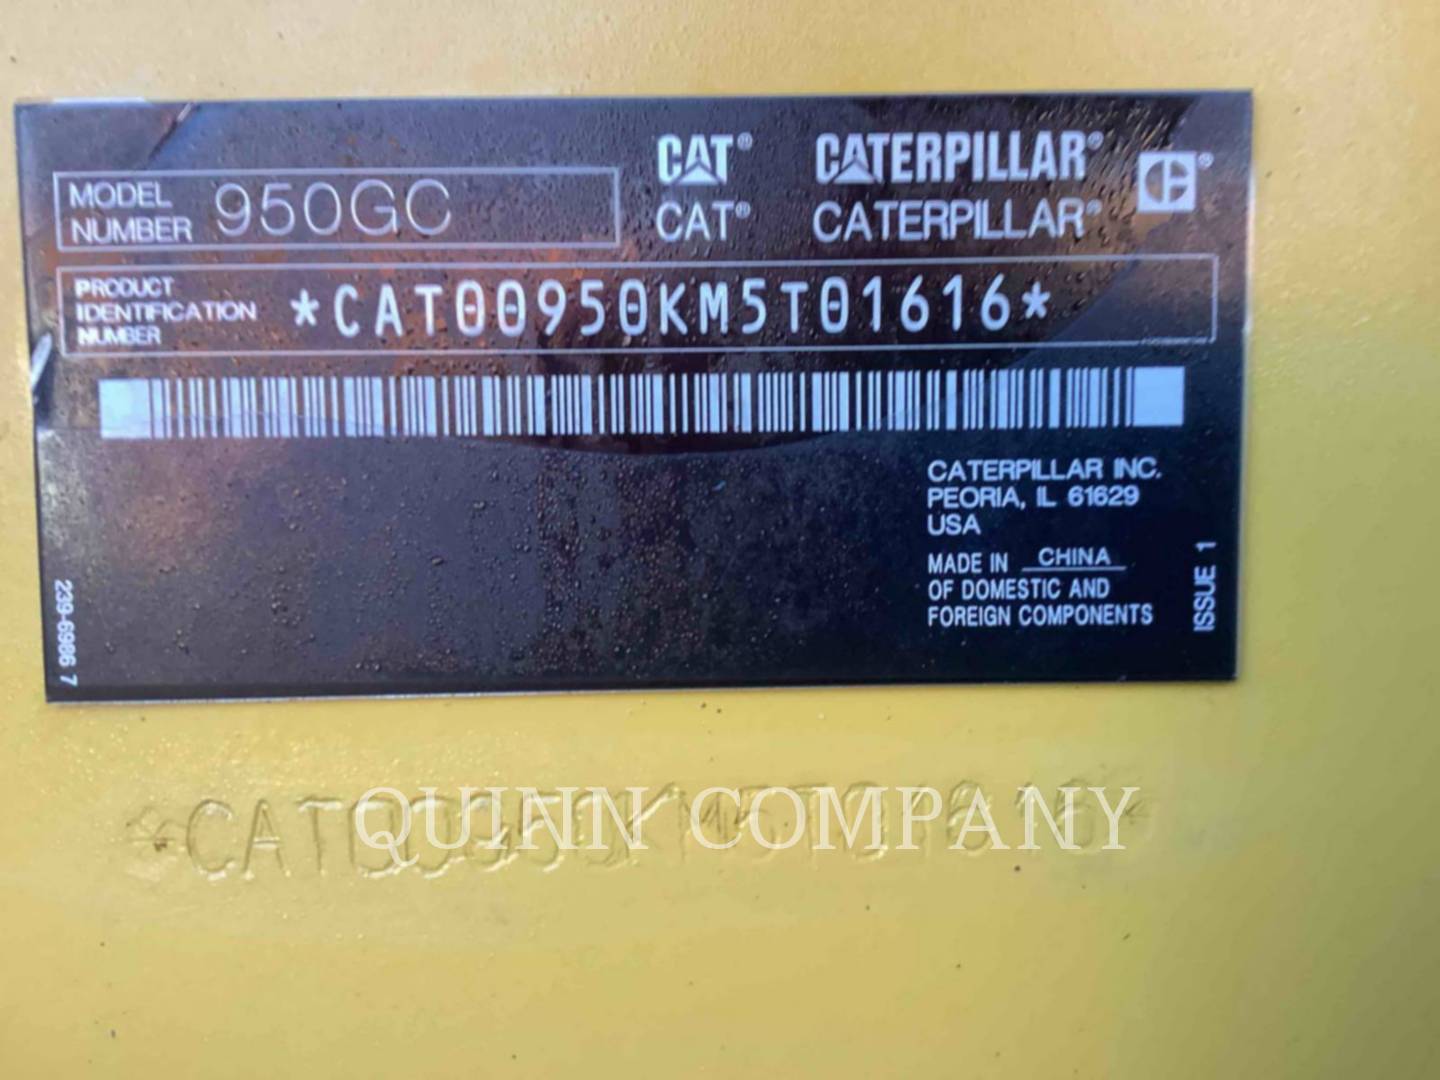 MODEL NUMBER 950GC
CAT® CATERPILLAR®
CAT® CATERPILLAR®
PRODUCT IDENTIFICATION NUMBER *CAT00950KM5T01616*
CATERPILLAR INC.
PEORIA, IL 61629
USA
MADE IN CHINA
OF DOMESTIC AND
FOREIGN COMPONENTS
ISSUE 1
239-6986 7
*CAT00950KM5T01616*
QUINN COMPANY